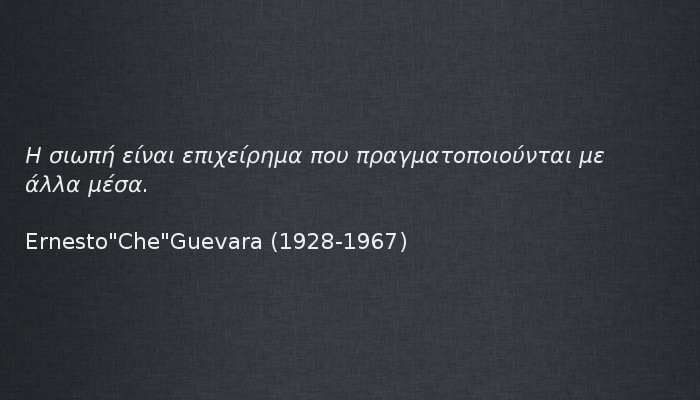 Η σιωπή είναι επιχείρημα που πραγματοποιούνται με
άλλα μέσα.
Ernesto"Che"Guevara (1928-1967)